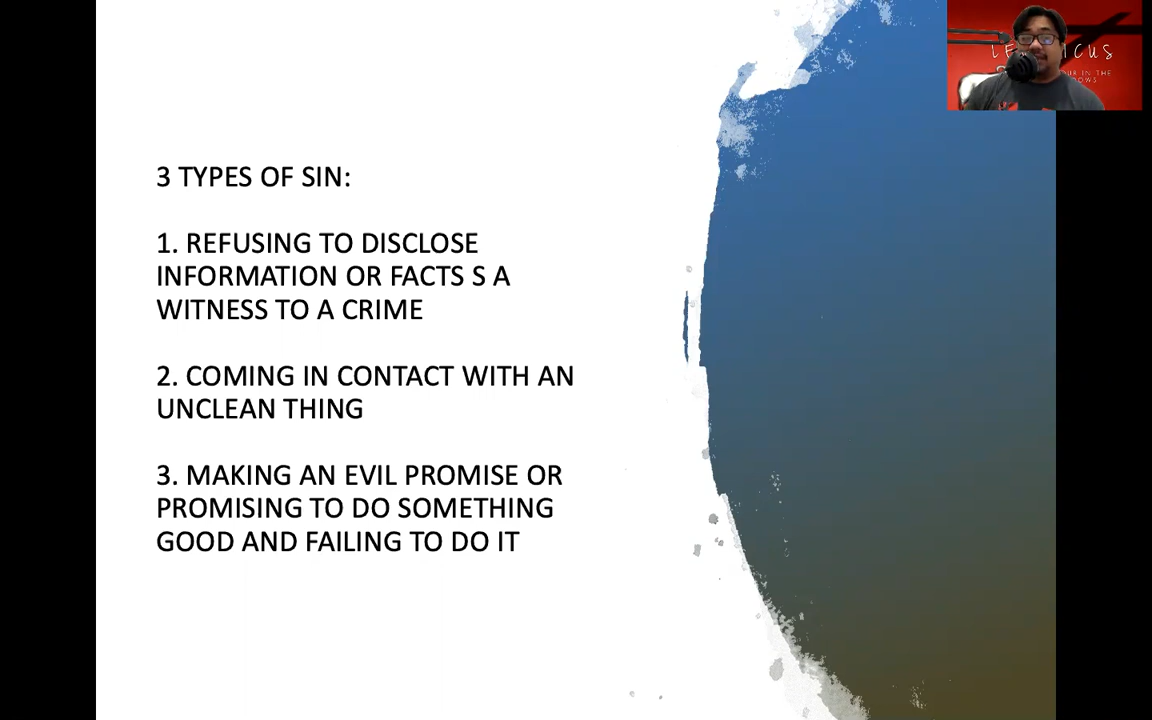 3 TYPES OF SIN:
1. REFUSING TO DISCLOSE
INFORMATION OR FACTS S A
WITNESS TO A CRIME
2. COMING IN CONTACT WITH AN
UNCLEAN THING
3. MAKING AN EVIL PROMISE OR
PROMISING TO DO SOMETHING
GOOD AND FAILING TO DO IT
IN THE